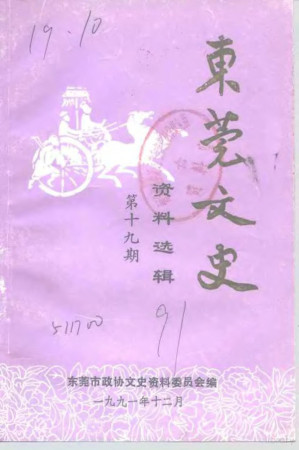 19-10
東莞文史
资料选辑
第十九期
511700
91
东莞市政协文史资料委员会编
一九九一年十二月